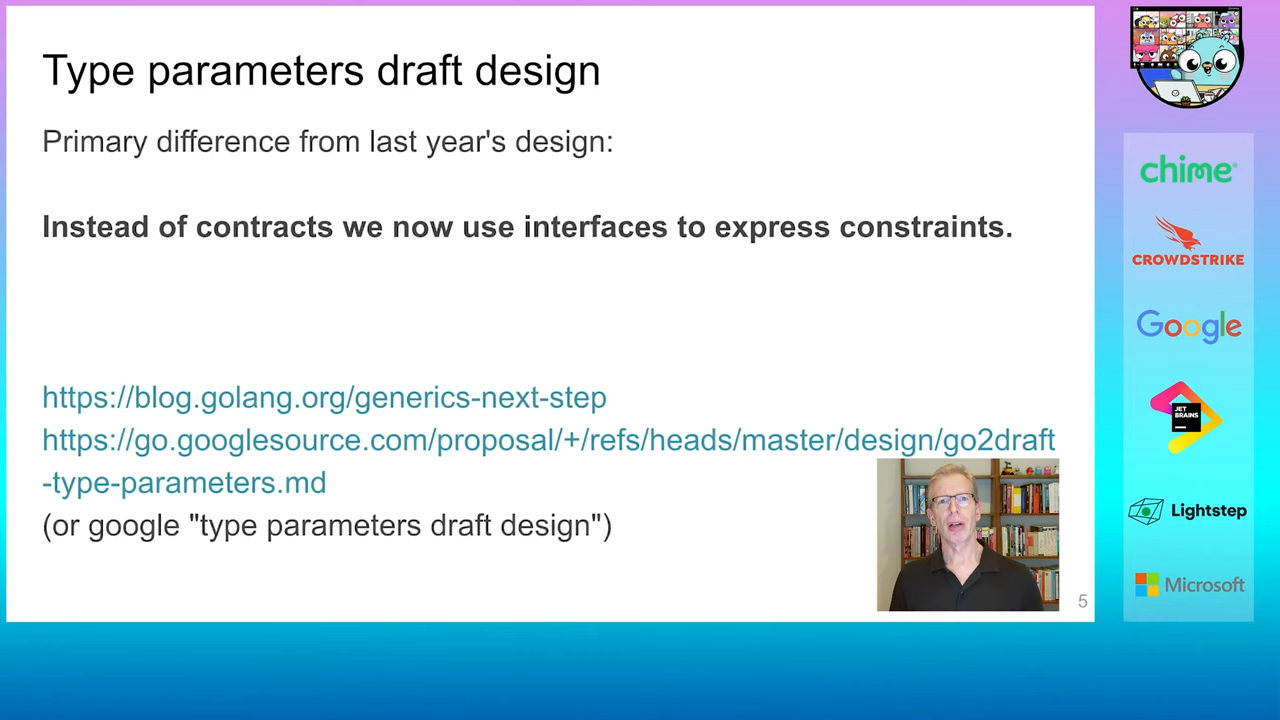 Type parameters draft design
Primary difference from last year's design:
Instead of contracts we now use interfaces to express constraints.
https://blog.golang.org/generics-next-step
https://go.googlesource.com/proposal/+/refs/heads/master/design/go2draft
-type-parameters.md
(or google "type parameters draft design")
5
chime®
CROWDSTRIKE
Google
JET
BRAINS
Lightstep
Microsoft